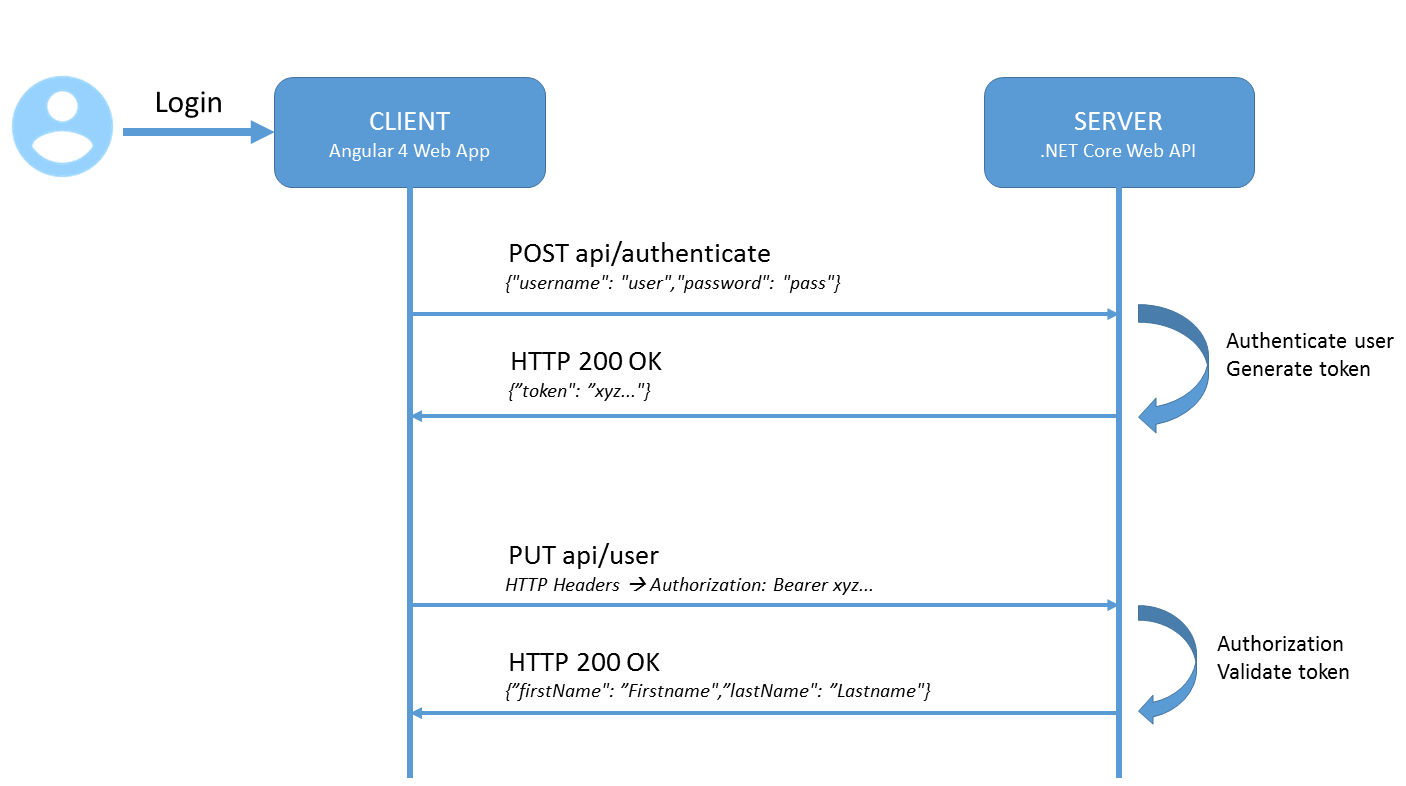 Login
CLIENT
Angular 4 Web App
SERVER
.NET Core Web API
POST api/authenticate
{"username": "user","password": "pass"}
Authenticate user
Generate token
HTTP 200 OK
{”token": ”xyz..."}
PUT api/user
HTTP Headers → Authorization: Bearer xyz...
Authorization
Validate token
HTTP 200 OK
{”firstName": ”Firstname",”lastName": ”Lastname"}